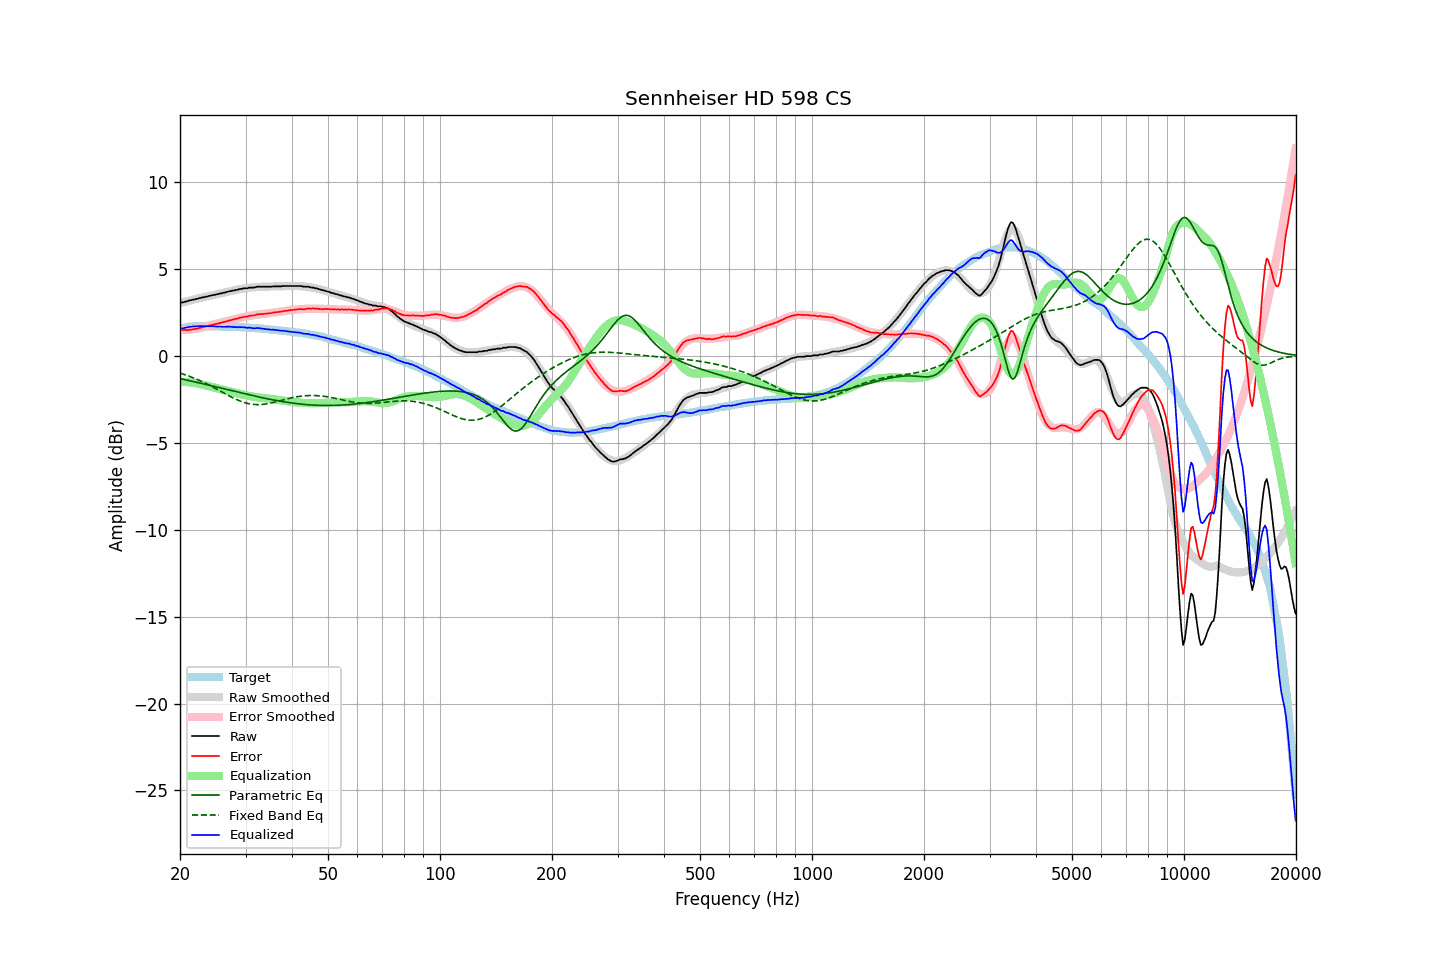 Sennheiser HD 598 CS
Amplitude (dBr)
10
5
0
−5
−10
−15
−20
−25
Target
Raw Smoothed
Error Smoothed
Raw
Error
Equalization
Parametric Eq
Fixed Band Eq
Equalized
20
50
100
200
500
1000
2000
5000
10000
20000
Frequency (Hz)